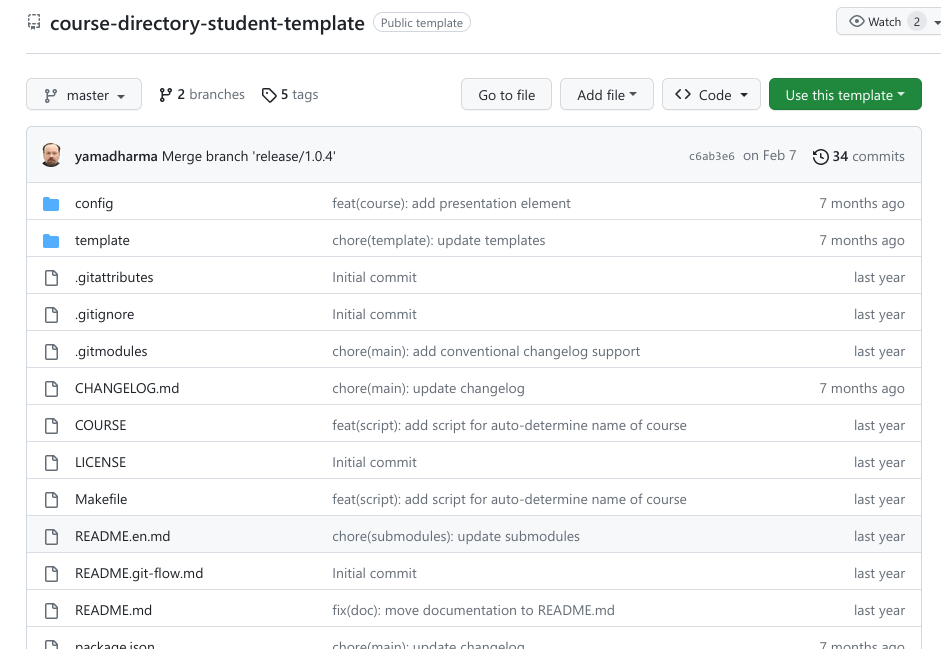 course-directory-student-template Public template Watch 2
master 2 branches 5 tags Go to file Add file Code Use this template
yamadharma Merge branch 'release/1.0.4' c6ab3e6 on Feb 7 34 commits
config feat(course): add presentation element 7 months ago
template chore(template): update templates 7 months ago
.gitattributes Initial commit last year
.gitignore Initial commit last year
.gitmodules chore(main): add conventional changelog support last year
CHANGELOG.md chore(main): update changelog 7 months ago
COURSE feat(script): add script for auto-determine name of course last year
LICENSE Initial commit last year
Makefile feat(script): add script for auto-determine name of course last year
README.en.md chore(submodules): update submodules last year
README.git-flow.md Initial commit last year
README.md fix(doc): move documentation to README.md last year
package.json chore(main): update changelog 7 months ago